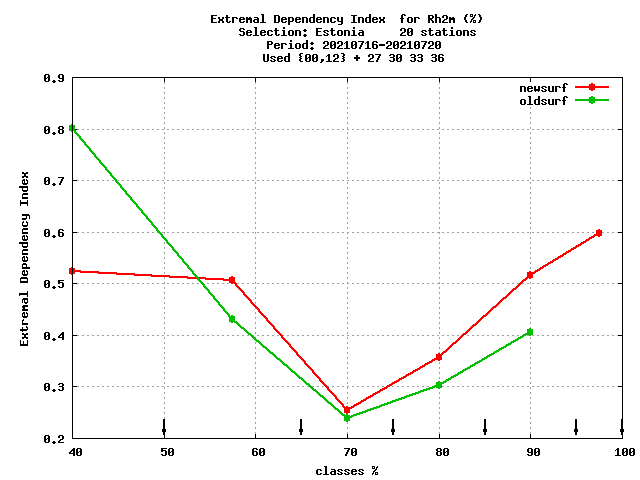 Extremal Dependency Index  for Rh2m (%)
Selection: Estonia     20 stations
Period: 20210716-20210720
Used {00,12} + 27 30 33 36
newsurf
oldsurf
0.9
0.8
0.7
0.6
0.5
0.4
0.3
0.2
Extremal Dependency Index
40 50 60 70 80 90 100
classes %